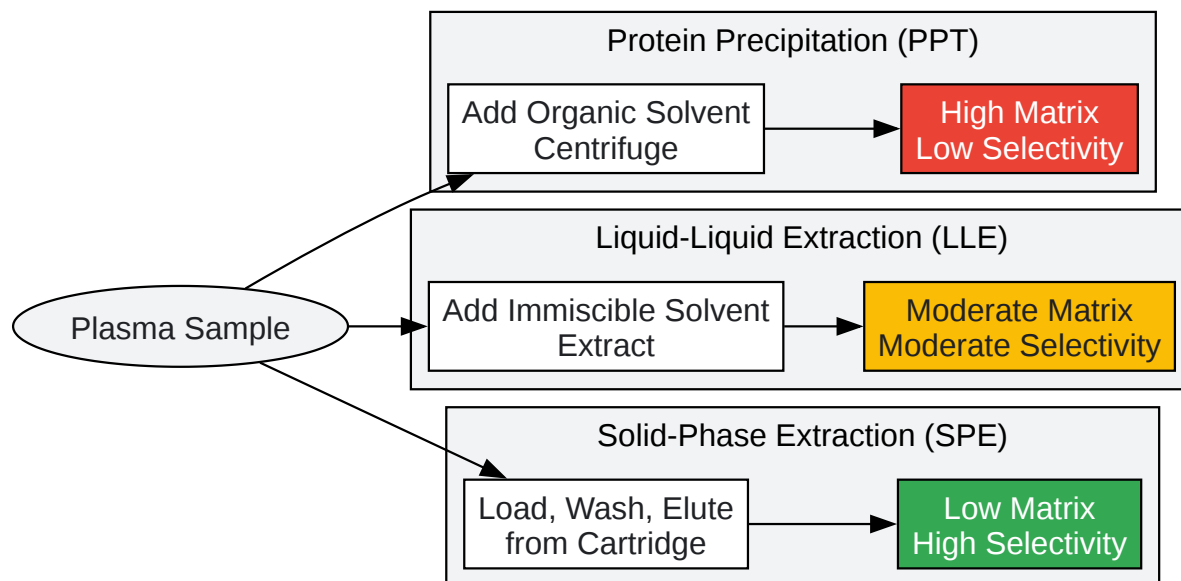 Protein Precipitation (PPT)
Add Organic Solvent
Centrifuge
High Matrix
Low Selectivity
Liquid-Liquid Extraction (LLE)
Plasma Sample
Add Immiscible Solvent
Extract
Moderate Matrix
Moderate Selectivity
Solid-Phase Extraction (SPE)
Load, Wash, Elute
from Cartridge
Low Matrix
High Selectivity